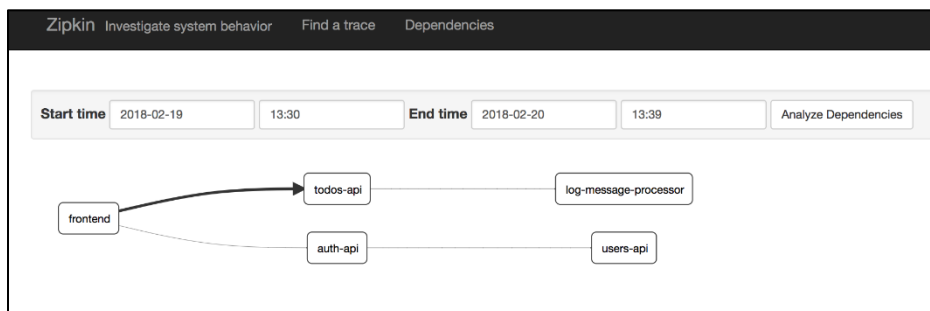 Zipkin Investigate system behavior Find a trace Dependencies
Start time 2018-02-19 13:30 End time 2018-02-20 13:39 Analyze Dependencies
todos-api log-message-processor
frontend
auth-api users-api